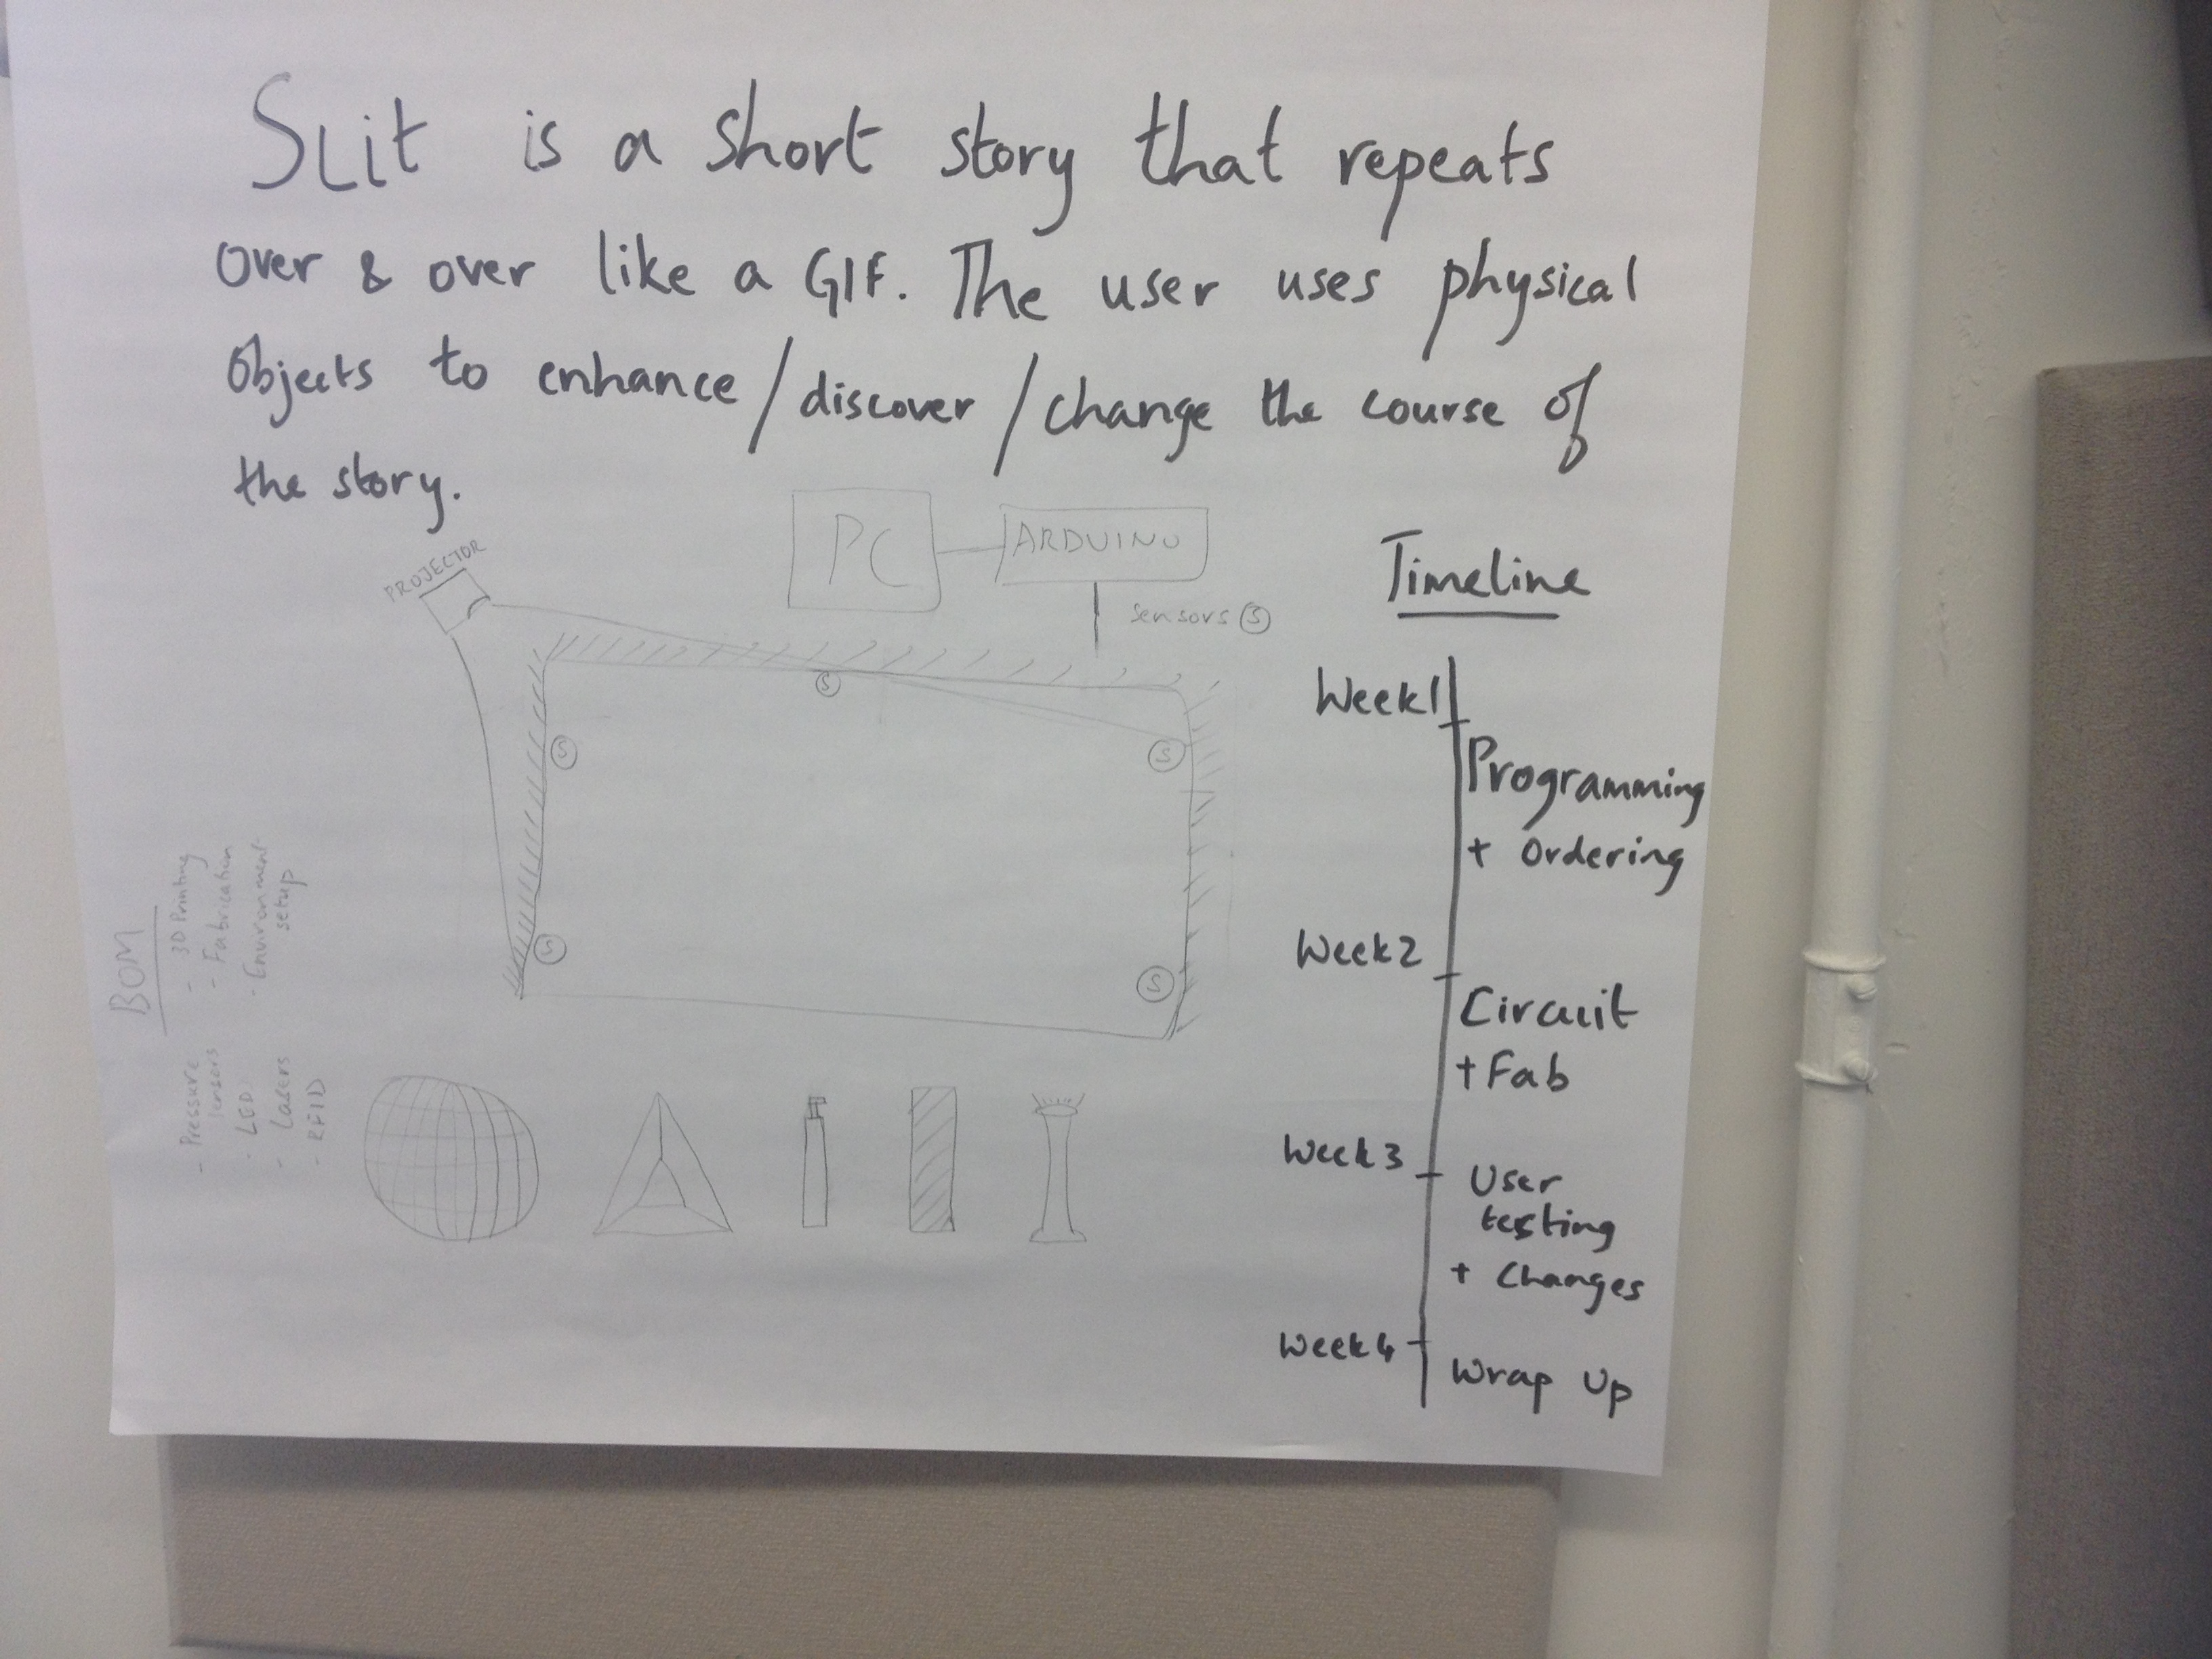 SLit is a short story that repeats
over & over like a GIF. The user uses physical
Objects to enhance / discover / change the course of
the story.
PROJECTOR
PC
ARDUINO
Sensors S
S
S
S
S
S
Timeline
Week1
Programming
+ Ordering
Week2
Circuit
+ Fab
Week3
User
testing
+ Changes
Week4
Wrap Up
BOM
- 3D Printing
- Fabrication
- Environment
setup
- Pressure
sensors
- LED
- Lasers
- RFID